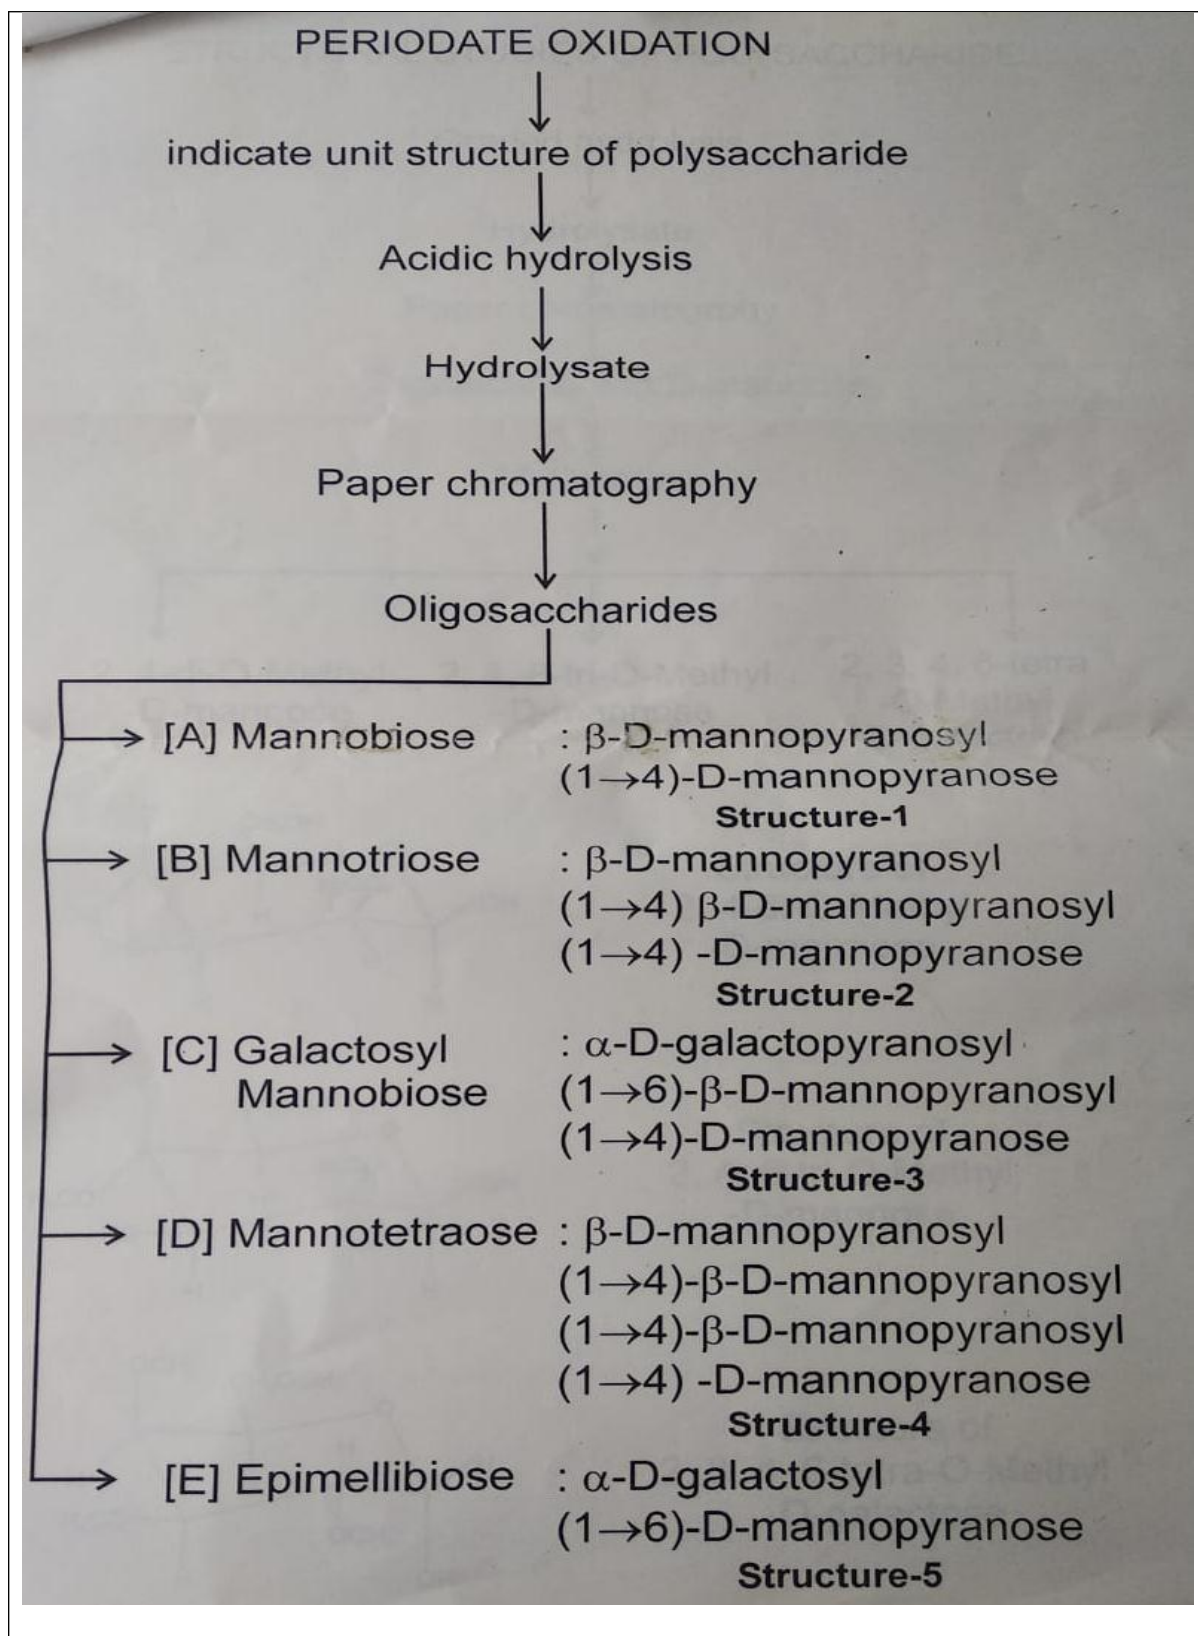 PERIODATE OXIDATION
indicate unit structure of polysaccharide
Acidic hydrolysis
Hydrolysate
Paper chromatography
Oligosaccharides
[A] Mannobiose : β-D-mannopyranosyl
(1→4)-D-mannopyranose
Structure-1
[B] Mannotriose : β-D-mannopyranosyl
(1→4) β-D-mannopyranosyl
(1→4) -D-mannopyranose
Structure-2
[C] Galactosyl : α-D-galactopyranosyl
Mannobiose (1→6)-β-D-mannopyranosyl
(1→4)-D-mannopyranose
Structure-3
[D] Mannotetraose : β-D-mannopyranosyl
(1→4)-β-D-mannopyranosyl
(1→4)-β-D-mannopyranosyl
(1→4) -D-mannopyranose
Structure-4
[E] Epimellibiose : α-D-galactosyl
(1→6)-D-mannopyranose
Structure-5